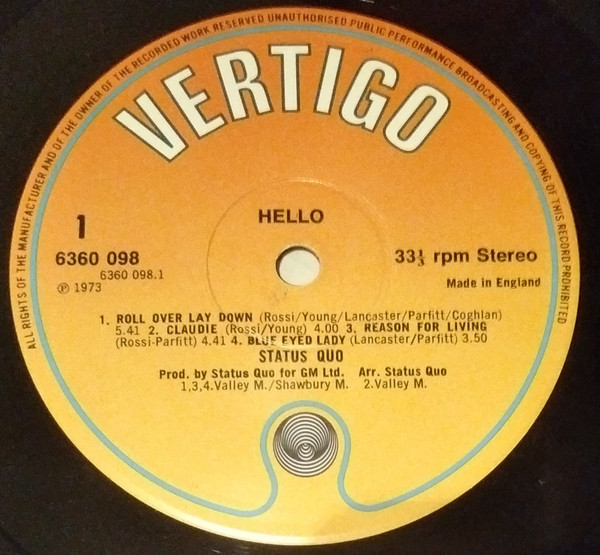 ALL RIGHTS OF THE MANUFACTURER AND OF THE OWNER OF THE RECORDED WORK RESERVED UNAUTHORISED PUBLIC PERFORMANCE BROADCASTING AND COPYING OF THIS RECORD PROHIBITED
VERTIGO
HELLO
1
6360 098
33⅓ rpm Stereo
6360 098.1
Made in England
℗ 1973
1. ROLL OVER LAY DOWN (Rossi/Young/Lancaster/Parfitt/Coghlan)
5.41 2. CLAUDIE (Rossi/Young) 4.00 3. REASON FOR LIVING
(Rossi-Parfitt) 4.41 4. BLUE EYED LADY (Lancaster/Parfitt) 3.50
STATUS QUO
Prod. by Status Quo for GM Ltd. Arr. Status Quo
1,3,4.Valley M./Shawbury M. 2.Valley M.